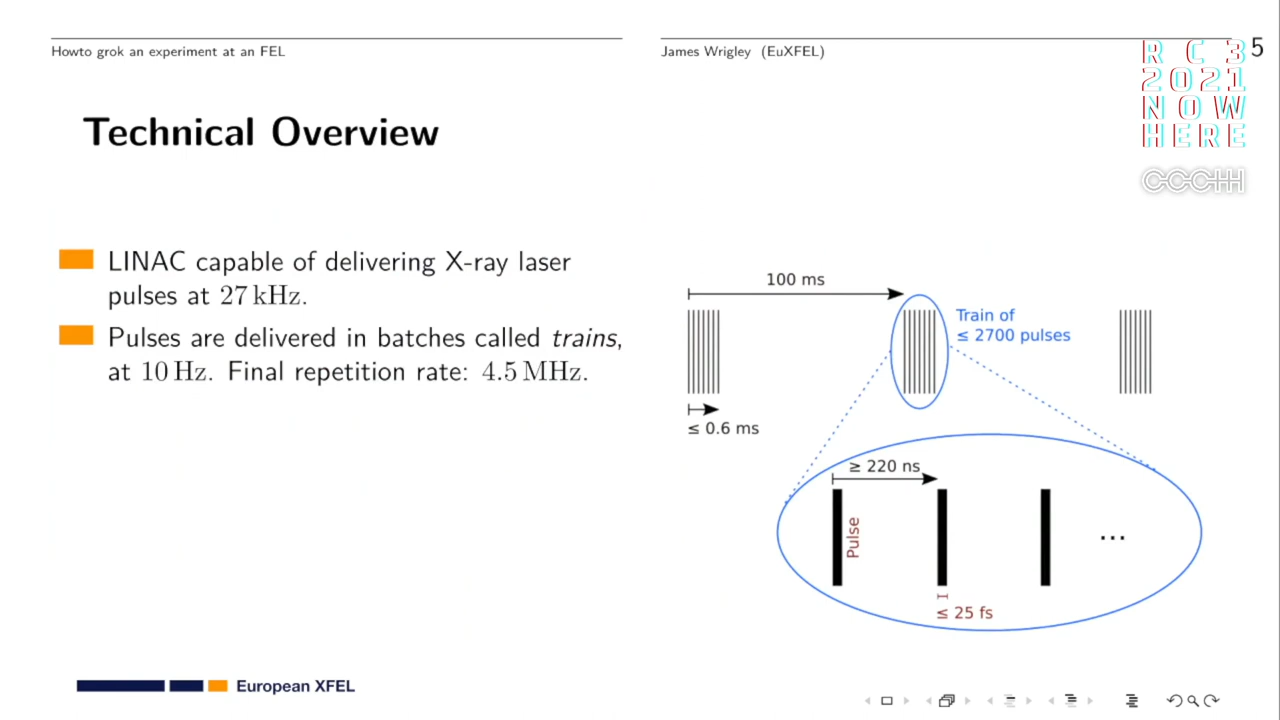 Howto grok an experiment at an FEL
James Wrigley (EuXFEL)
5
R C 3
2021
NOW
HERE
CCCHH
Technical Overview
LINAC capable of delivering X-ray laser
pulses at 27 kHz.
Pulses are delivered in batches called trains,
at 10 Hz. Final repetition rate: 4.5 MHz.
100 ms
Train of
≤ 2700 pulses
≤ 0.6 ms
≥ 220 ns
Pulse
...
≤ 25 fs
European XFEL